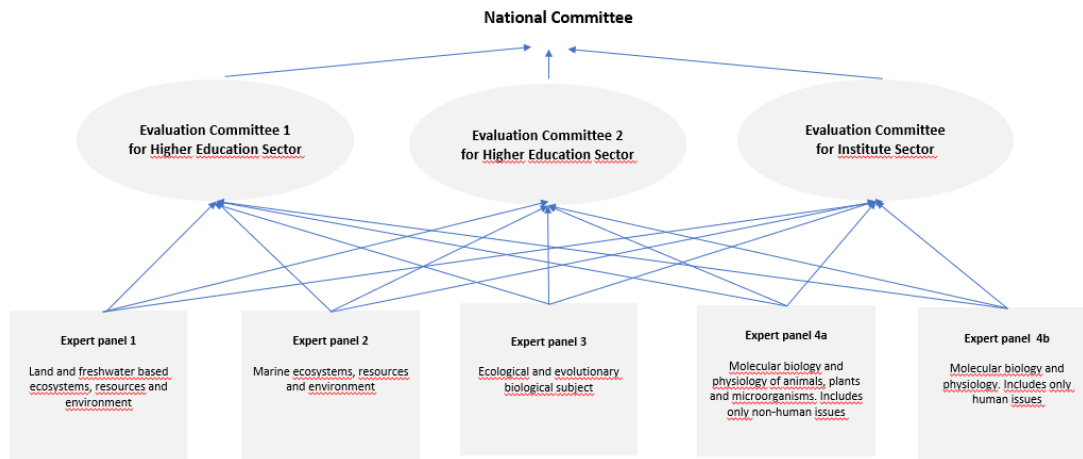 National Committee
Evaluation Committee 1
for Higher Education Sector
Evaluation Committee 2
for Higher Education Sector
Evaluation Committee
for Institute Sector
Expert panel 1
Land and freshwater based
ecosystems, resources and
environment
Expert panel 2
Marine ecosystems, resources
and environment
Expert panel 3
Ecological and evolutionary
biological subject
Expert panel 4a
Molecular biology and
physiology of animals, plants
and microorganisms. Includes
only non-human issues
Expert panel  4b
Molecular biology and
physiology. Includes only
human issues